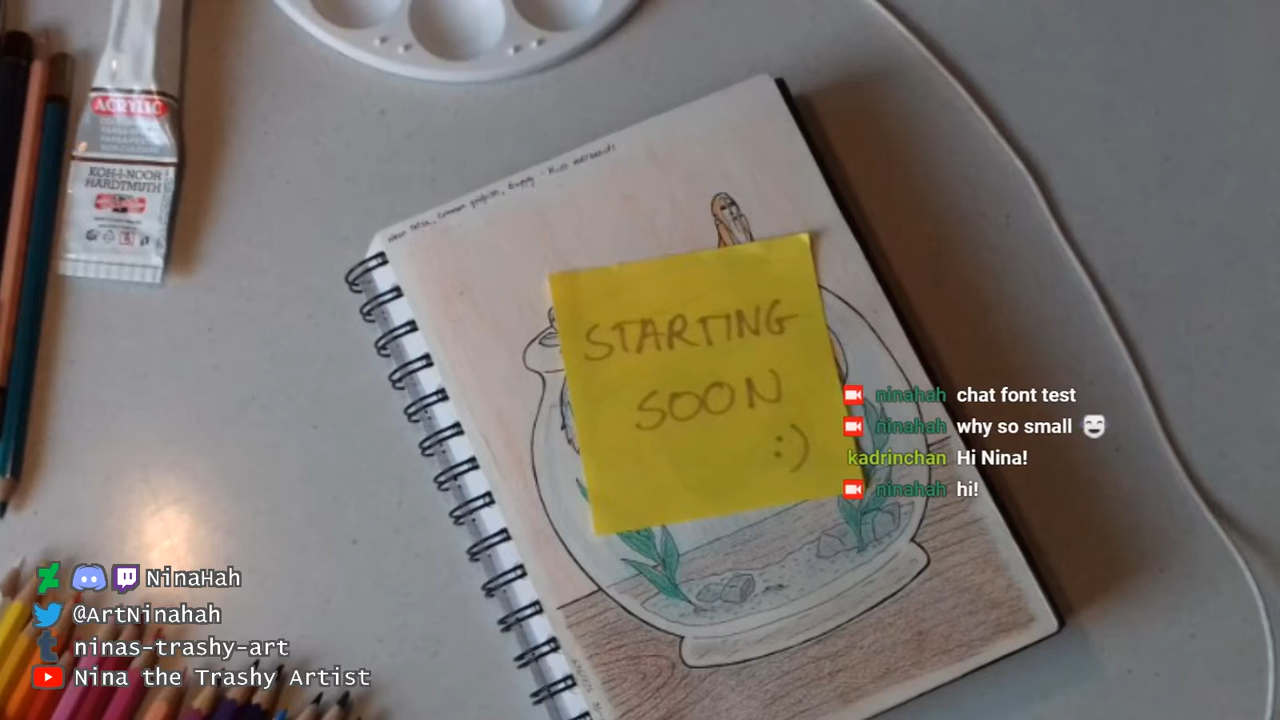 ACRYLIC
KOH-I-NOOR
HARDTMUTH
STARTING
SOON
:)
ninahah chat font test
ninahah why so small
kadrinchan Hi Nina!
ninahah hi!
NinaHah
@ArtNinahah
ninas-trashy-art
Nina the Trashy Artist